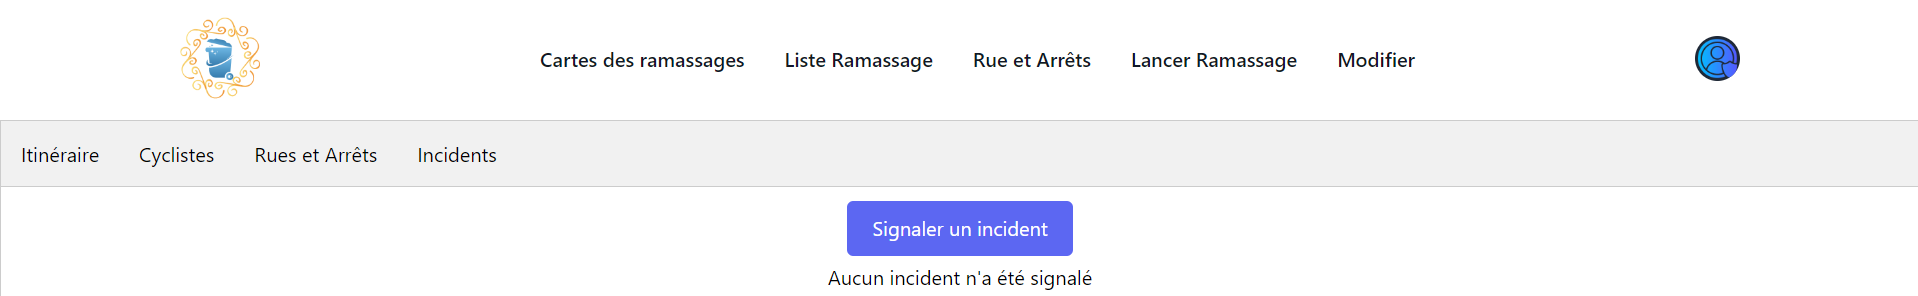 Cartes des ramassages Liste Ramassage Rue et Arrêts Lancer Ramassage Modifier
Itinéraire Cyclistes Rues et Arrêts Incidents
Signaler un incident
Aucun incident n'a été signalé